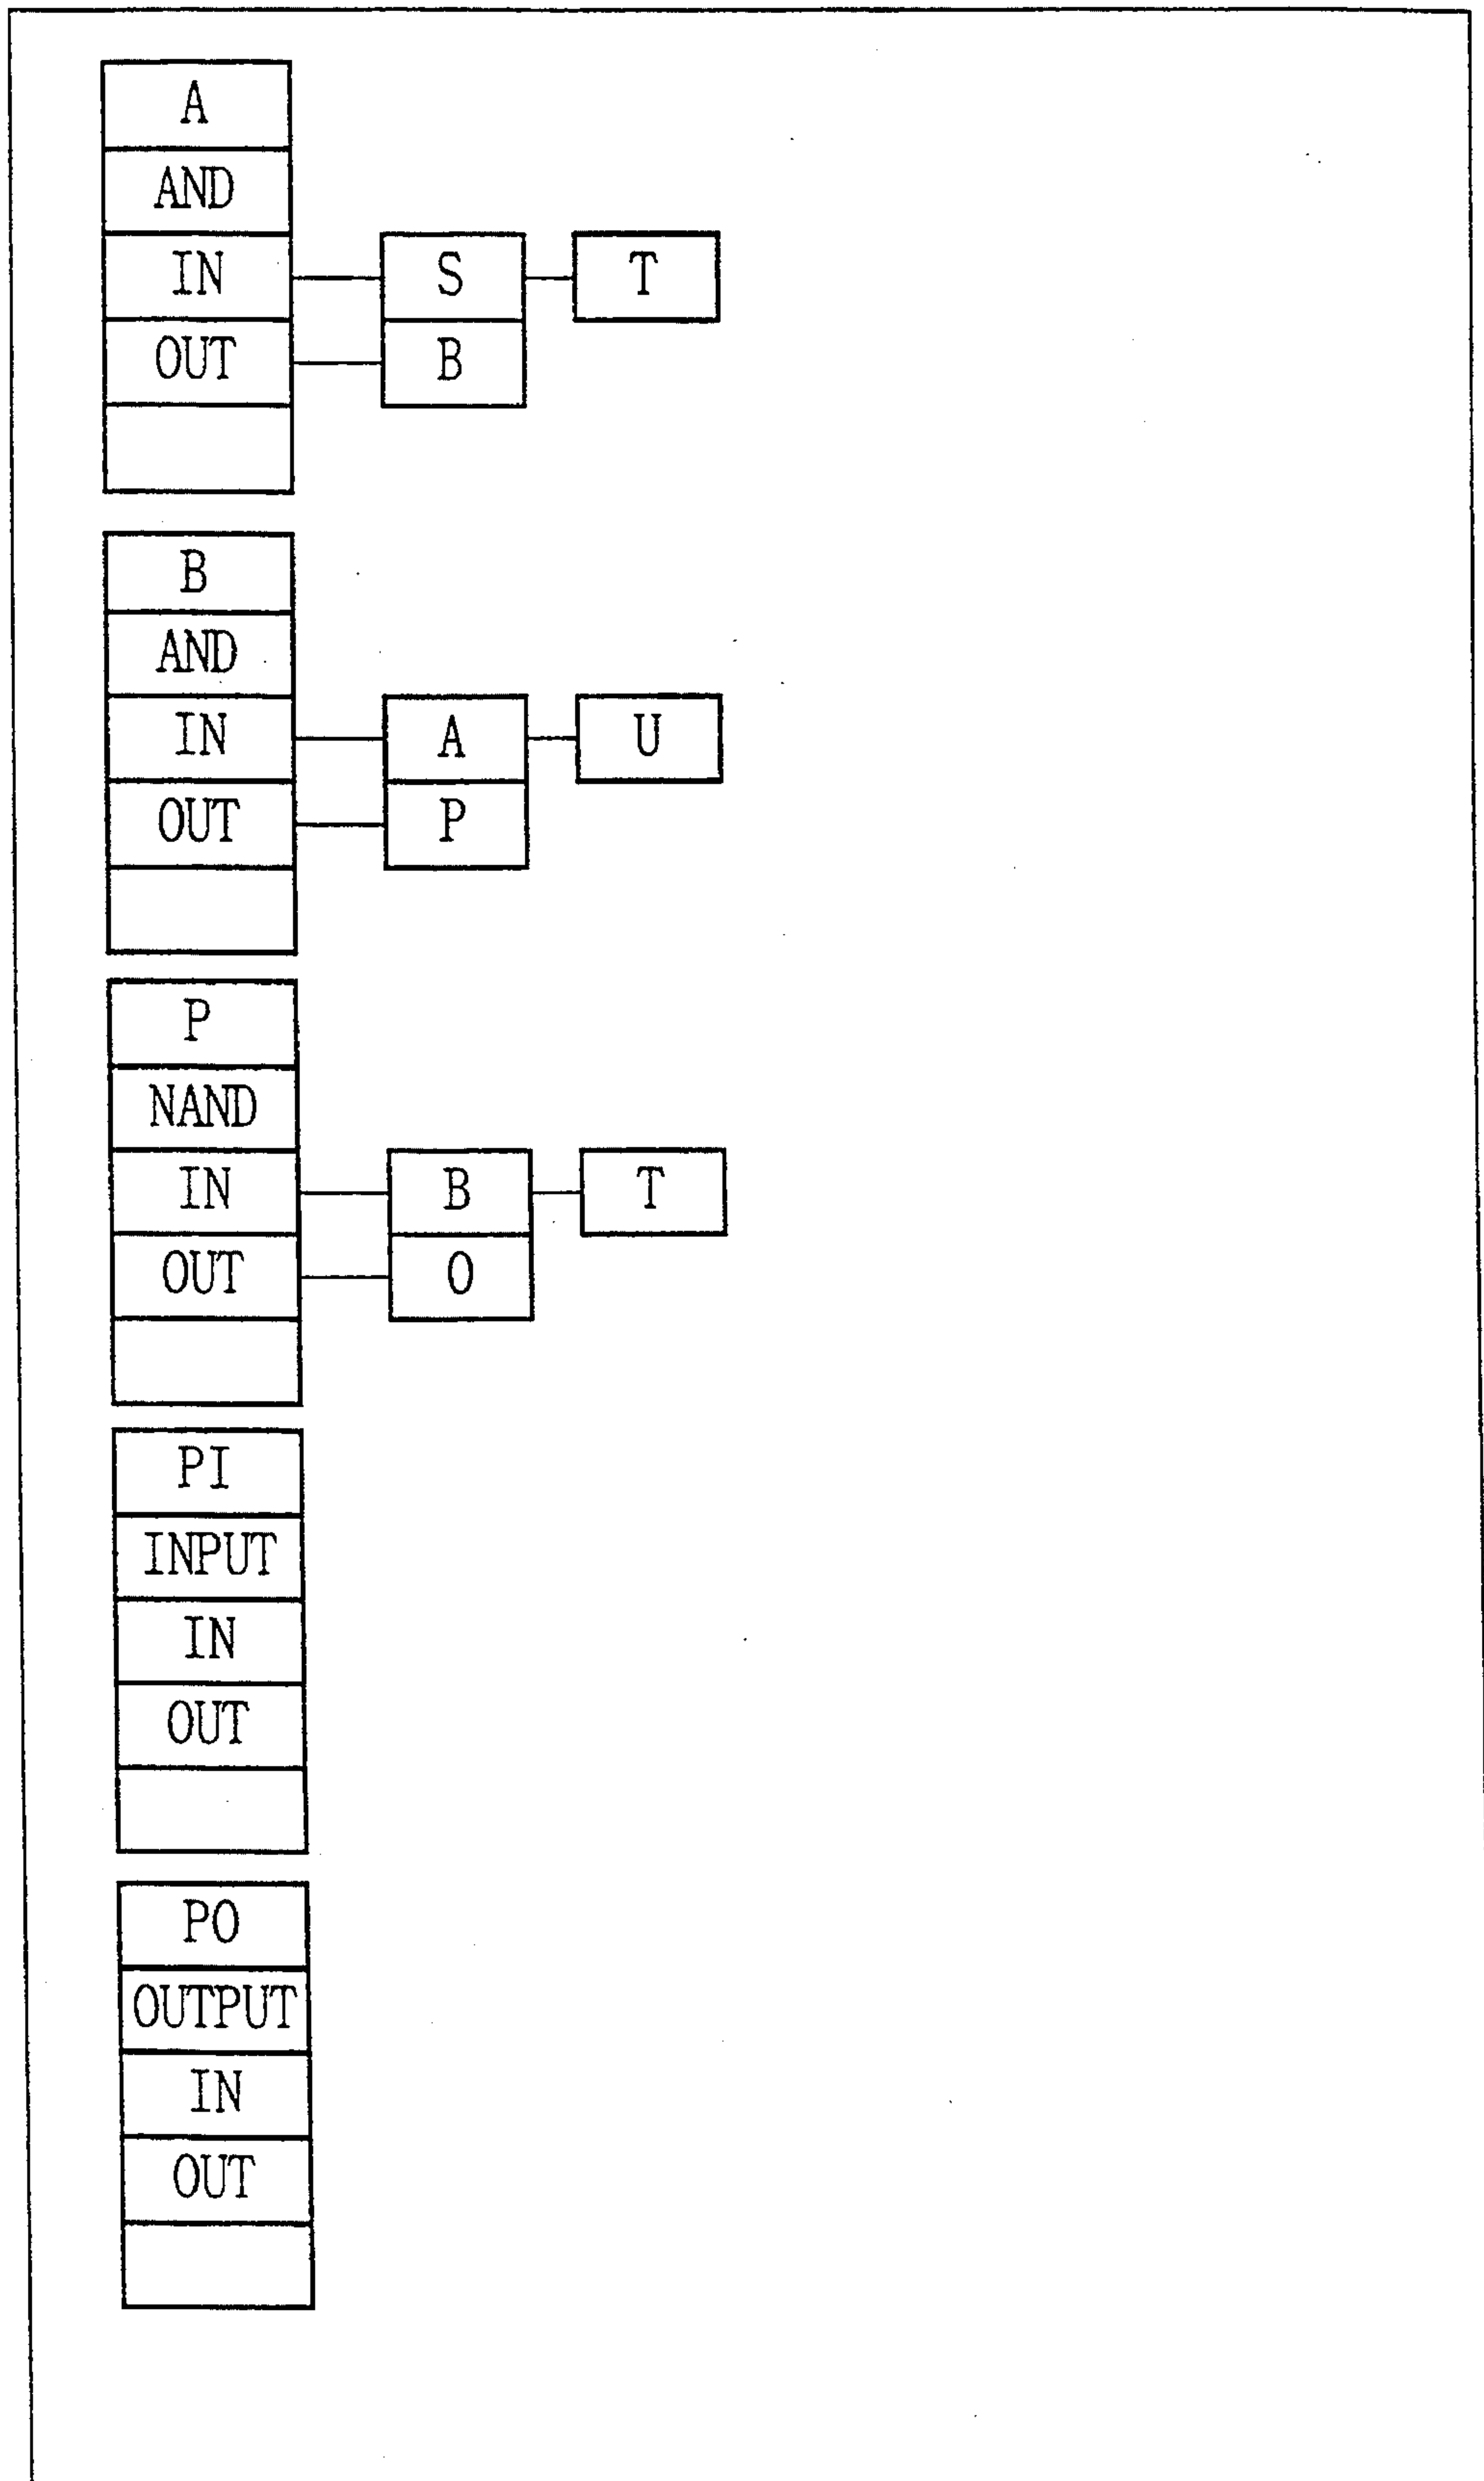 A
AND
IN S T
OUT B
B
AND
IN A U
OUT P
P
NAND
IN B T
OUT O
PI
INPUT
IN
OUT
PO
OUTPUT
IN
OUT